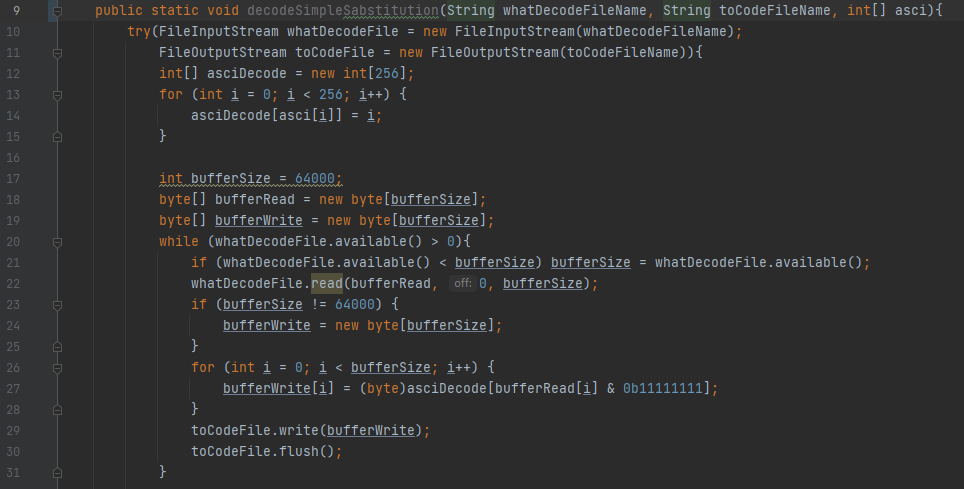 9 public static void decodeSimpleSabstitution(String whatDecodeFileName, String toCodeFileName, int[] asci){
10 try(FileInputStream whatDecodeFile = new FileInputStream(whatDecodeFileName);
11 FileOutputStream toCodeFile = new FileOutputStream(toCodeFileName)){
12 int[] asciDecode = new int[256];
13 for (int i = 0; i < 256; i++) {
14 asciDecode[asci[i]] = i;
15 }
16
17 int bufferSize = 64000;
18 byte[] bufferRead = new byte[bufferSize];
19 byte[] bufferWrite = new byte[bufferSize];
20 while (whatDecodeFile.available() > 0){
21 if (whatDecodeFile.available() < bufferSize) bufferSize = whatDecodeFile.available();
22 whatDecodeFile.read(bufferRead, off: 0, bufferSize);
23 if (bufferSize != 64000) {
24 bufferWrite = new byte[bufferSize];
25 }
26 for (int i = 0; i < bufferSize; i++) {
27 bufferWrite[i] = (byte)asciDecode[bufferRead[i] & 0b11111111];
28 }
29 toCodeFile.write(bufferWrite);
30 toCodeFile.flush();
31 }